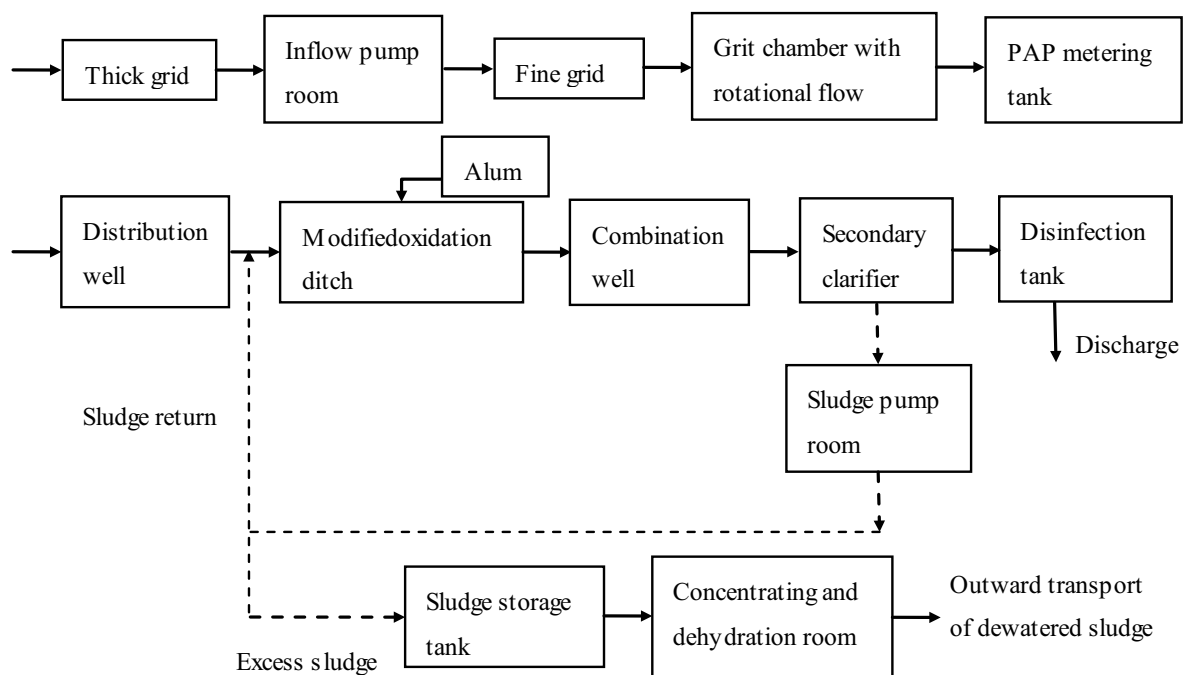 Thick grid
Inflow pump
room
Fine grid
Grit chamber with
rotational flow
PAP metering
tank
Alum
Distribution
well
Modifiedoxidation
ditch
Combination
well
Secondary
clarifier
Disinfection
tank
Discharge
Sludge pump
room
Sludge return
Sludge storage
tank
Concentrating and
dehydration room
Outward transport
of dewatered sludge
Excess sludge